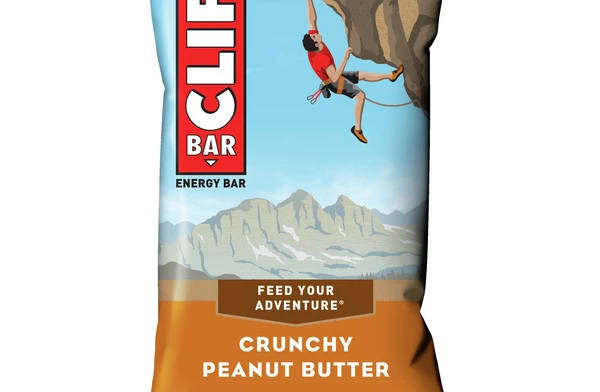 CLIF
BAR
ENERGY BAR
FEED YOUR
ADVENTURE®
CRUNCHY
PEANUT BUTTER